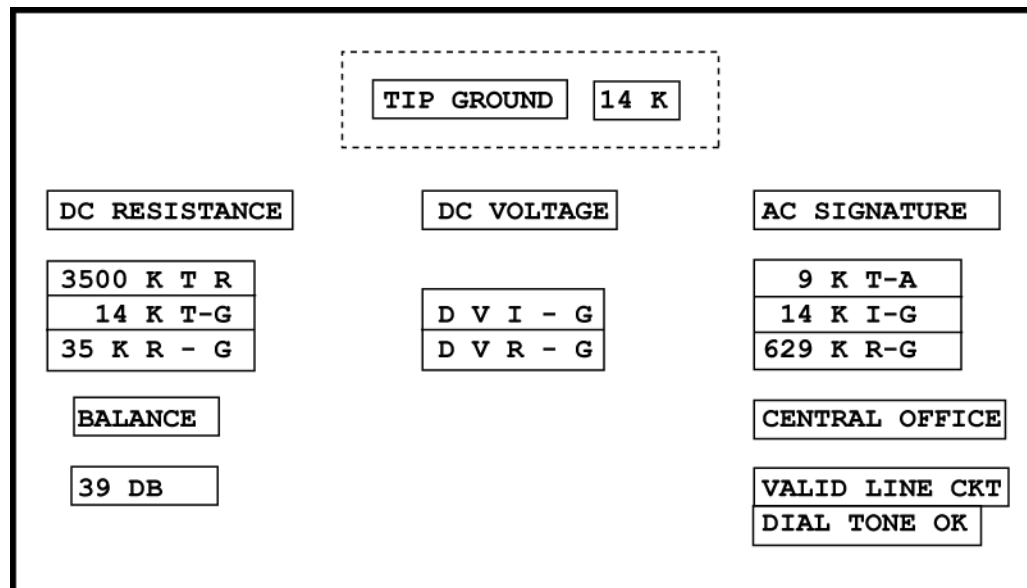 TIP GROUND 14 K
DC RESISTANCE DC VOLTAGE AC SIGNATURE
3500 K T R
14 K T-G
35 K R - G
D V I - G
D V R - G
9 K T-A
14 K I-G
629 K R-G
BALANCE
39 DB
CENTRAL OFFICE
VALID LINE CKT
DIAL TONE OK